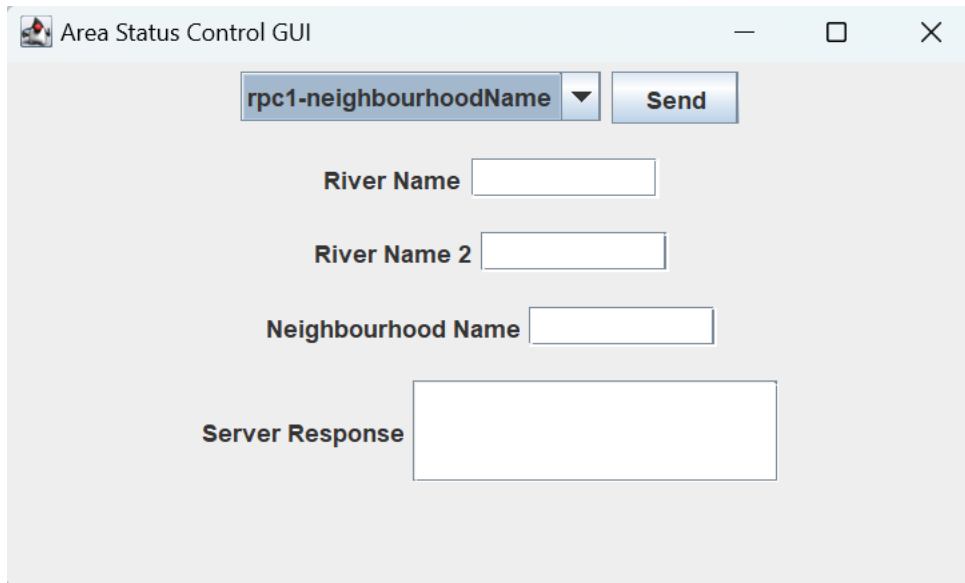 Area Status Control GUI
rpc1-neighbourhoodName Send
River Name
River Name 2
Neighbourhood Name
Server Response